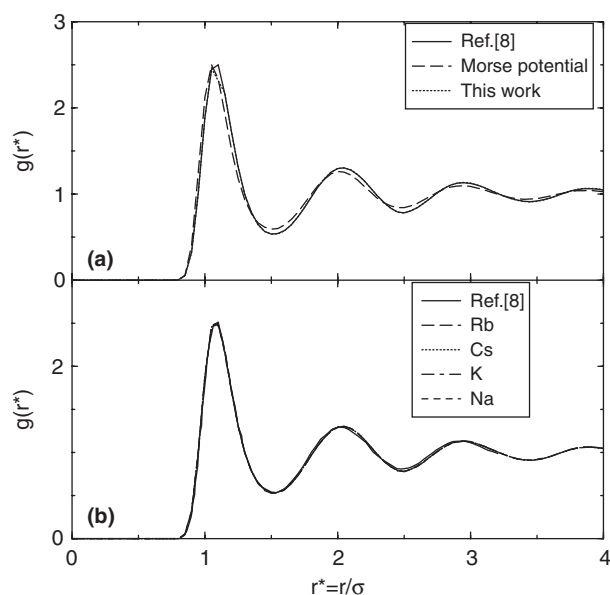 Ref.[8]
Morse potential
This work
3
2
1
0
g(r*)
(a)
Ref.[8]
Rb
Cs
K
Na
2
1
0
g(r*)
(b)
0
1
2
3
4
r*=r/σ